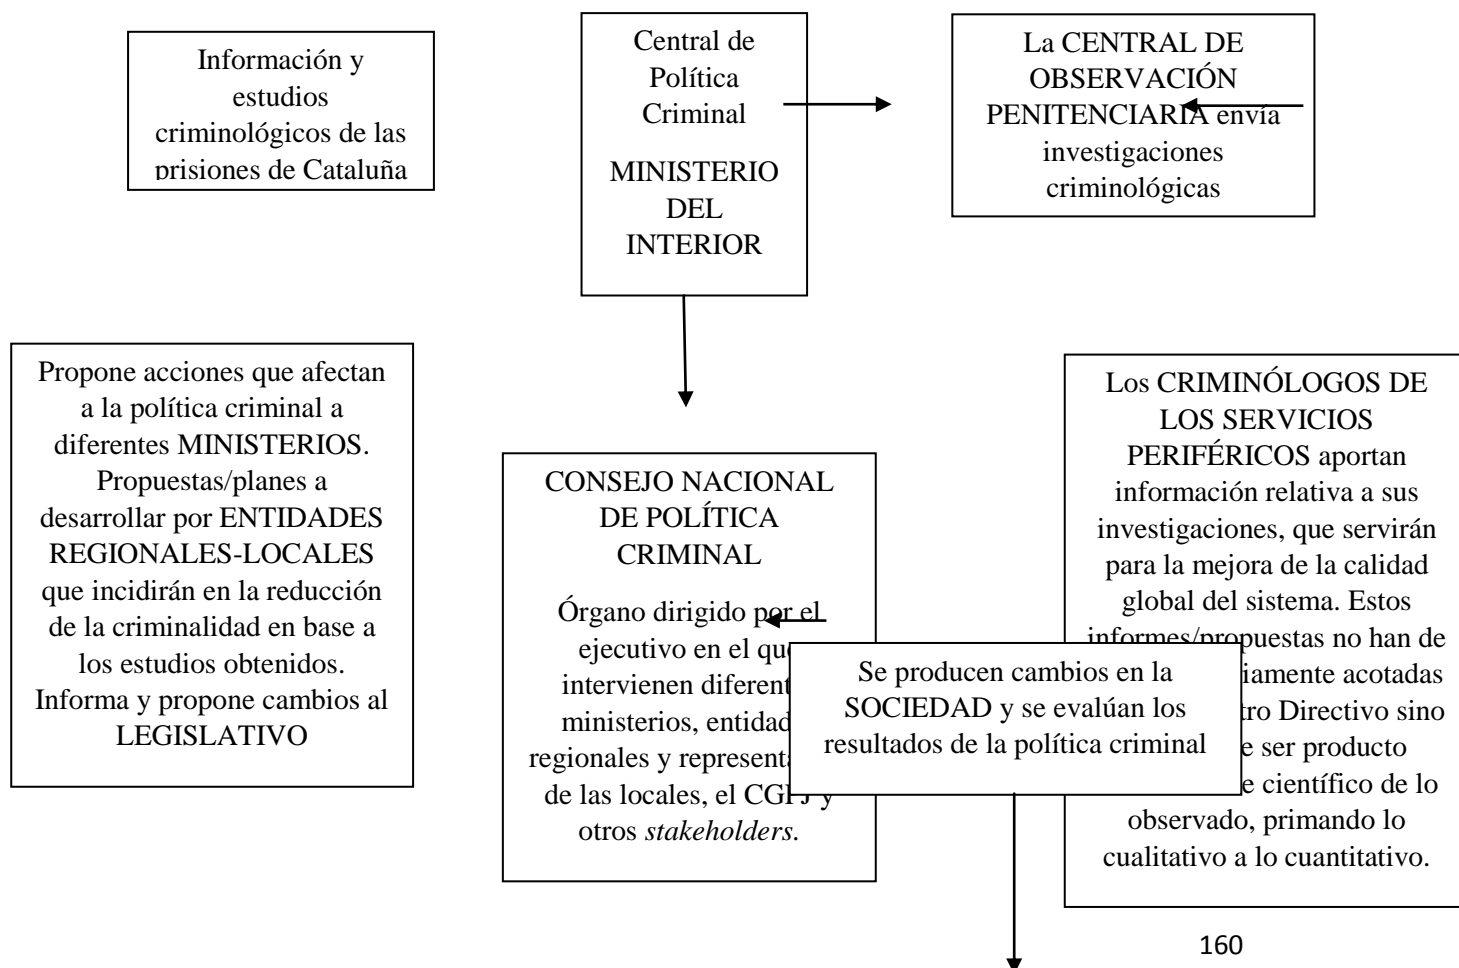 Información y
estudios
criminológicos de las
prisiones de Cataluña
Central de
Política
Criminal
MINISTERIO
DEL
INTERIOR
La CENTRAL DE
OBSERVACIÓN
PENITENCIARIA envía
investigaciones
criminológicas
Propone acciones que afectan
a la política criminal a
diferentes MINISTERIOS.
Propuestas/planes a
desarrollar por ENTIDADES
REGIONALES-LOCALES
que incidirán en la reducción
de la criminalidad en base a
los estudios obtenidos.
Informa y propone cambios al
LEGISLATIVO
CONSEJO NACIONAL
DE POLÍTICA
CRIMINAL
Órgano dirigido por el
ejecutivo en el que
intervienen
ministerios,
regionales y
de las locales, el CGPJ y
otros stakeholders.
Se producen cambios en la
SOCIEDAD y se evalúan los
resultados de la política criminal
Los CRIMINÓLOGOS DE
LOS SERVICIOS
PERIFÉRICOS aportan
información relativa a sus
investigaciones, que servirán
para la mejora de la calidad
global del sistema. Estos
informes/propuestas no han de
acotadas
Directivo sino
ser producto
científico de lo
observado, primando lo
cualitativo a lo cuantitativo.
160